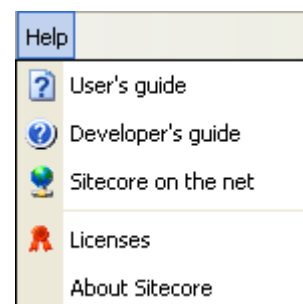 Help
User's guide
Developer's guide
Sitecore on the net
Licenses
About Sitecore